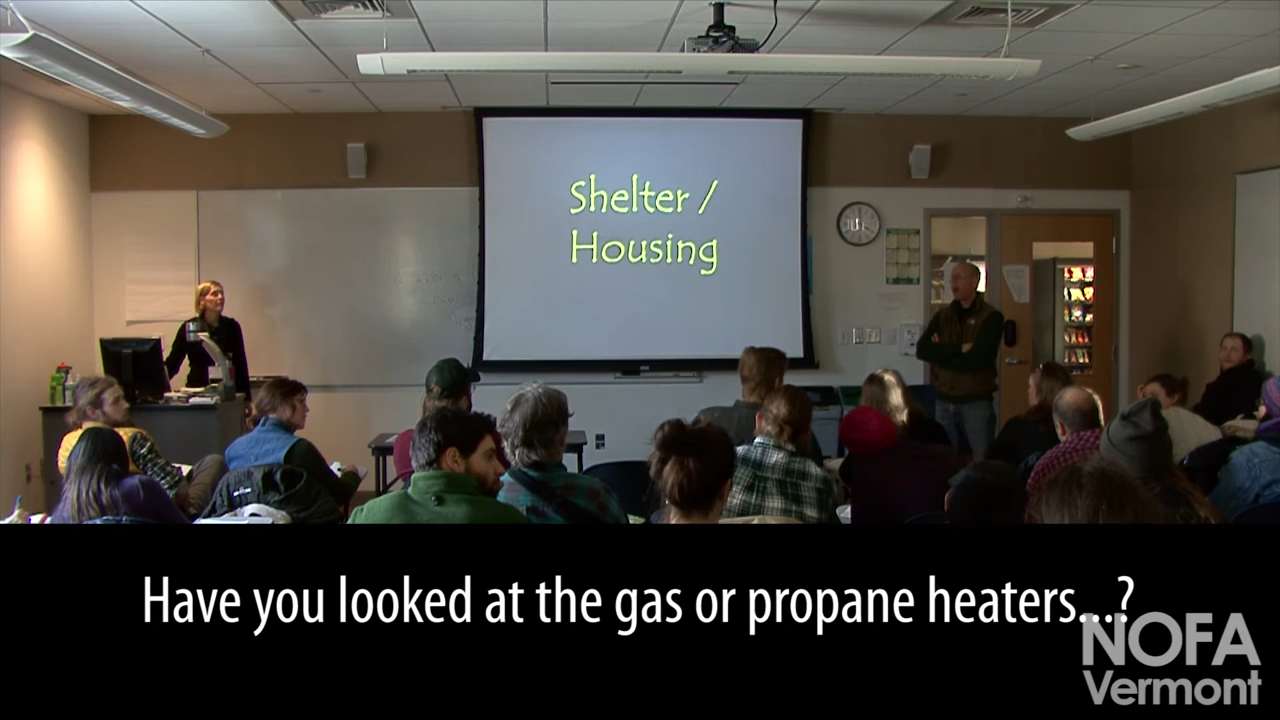 Shelter /
Housing
Have you looked at the gas or propane heaters...?
NOFA
Vermont